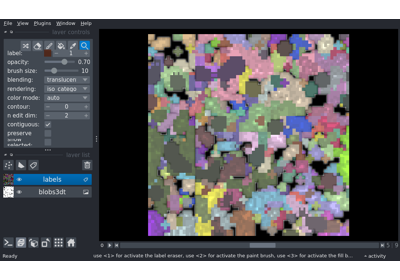 File View Plugins Window Help
layer controls
label: 1
opacity: 0.70
brush size: 10
blending: translucen
rendering: iso_catego
color mode: auto
contour: 0
n edit dim: 2
contiguous:
preserve
show
selected:
layer list
labels
blobs3dt
0
Ready
use <1> for activate the label eraser, use <2> for activate the paint brush, use <3> for activate the fill b...
activity